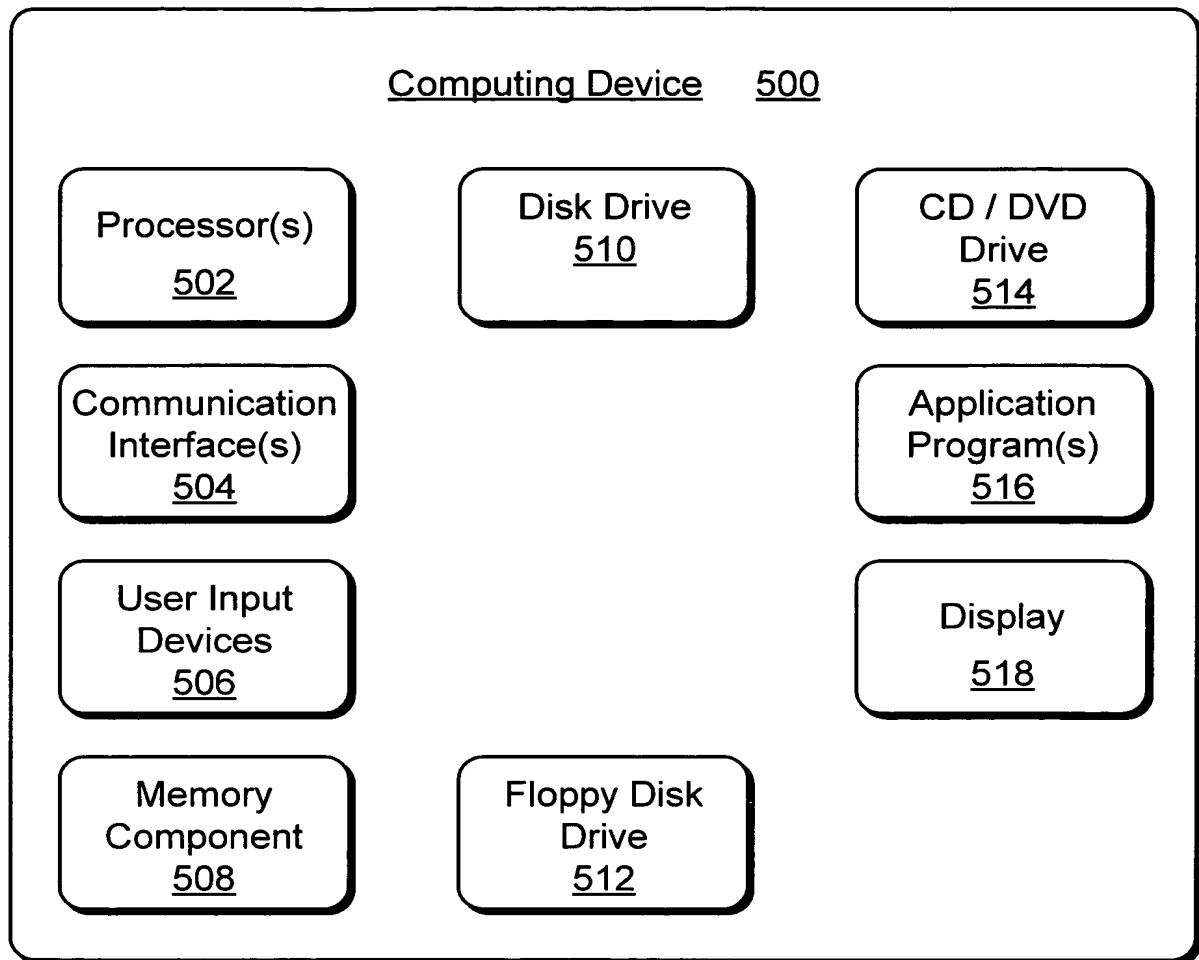 Computing Device 500
Processor(s)
502
Disk Drive
510
CD / DVD
Drive
514
Communication
Interface(s)
504
Application
Program(s)
516
User Input
Devices
506
Display
518
Memory
Component
508
Floppy Disk
Drive
512